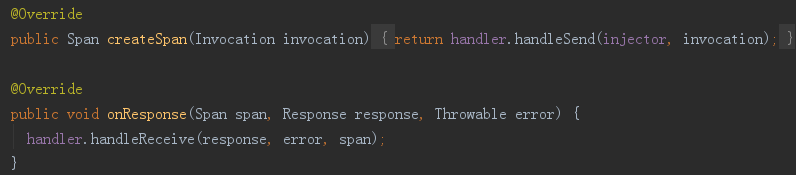 @Override
public Span createSpan(Invocation invocation) { return handler.handleSend(injector, invocation); }
@Override
public void onResponse(Span span, Response response, Throwable error) {
handler.handleReceive(response, error, span);
}